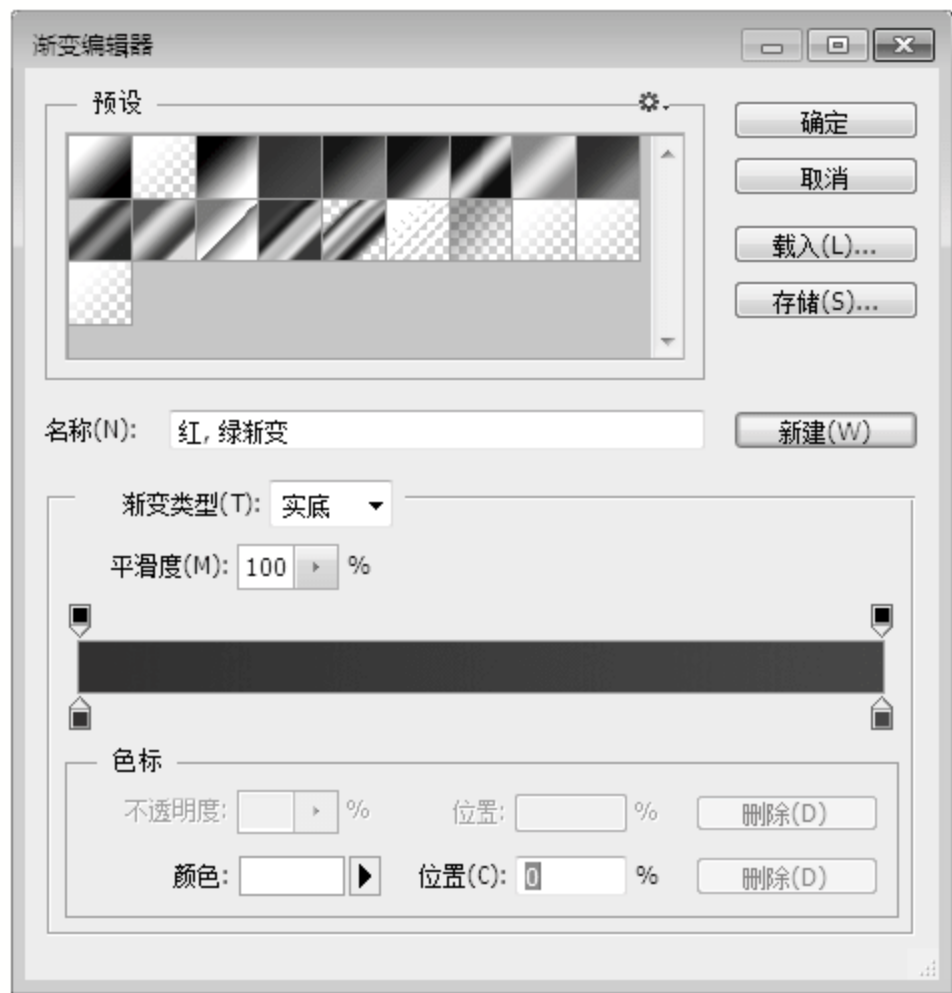 渐变编辑器
预设
确定
取消
载入(L)...
存储(S)...
名称(N): 红, 绿渐变
新建(W)
渐变类型(T): 实底
平滑度(M): 100 %
色标
不透明度: % 位置: % 删除(D)
颜色: 位置(C): 0 % 删除(D)